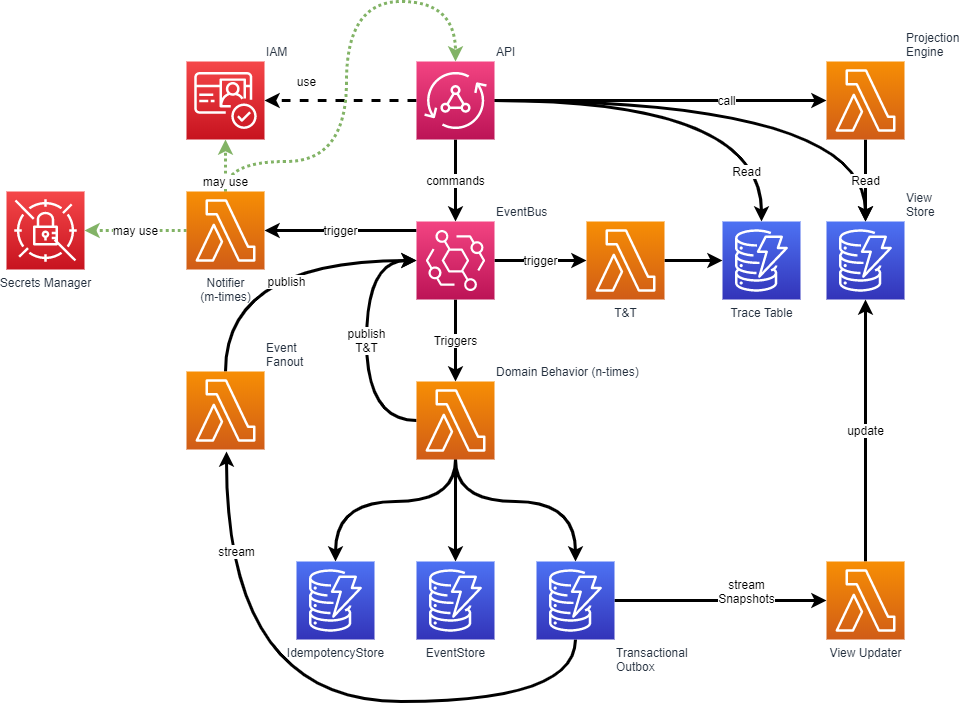 IAM
API
Projection
Engine
use
call
Read
Read
may use
commands
View
Store
EventBus
may use
trigger
trigger
Secrets Manager
Notifier
(m-times)
publish
T&T
Trace Table
publish
T&T
Triggers
Event
Fanout
Domain Behavior (n-times)
update
stream
stream
Snapshots
IdempotencyStore
EventStore
Transactional
Outbox
View Updater